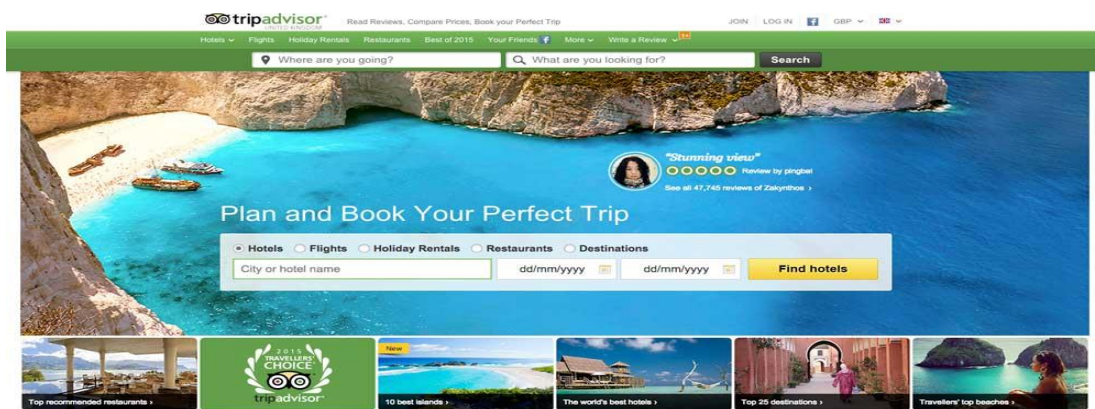 tripadvisor®
UNITED KINGDOM
Read Reviews, Compare Prices, Book your Perfect Trip
JOIN LOG IN f GBP
Hotels Flights Holiday Rentals Restaurants Best of 2015 Your Friends f More Write a Review
Where are you going? What are you looking for? Search
"Stunning view"
Review by pingbai
See all 47,745 reviews of Zakynthos ›
Plan and Book Your Perfect Trip
Hotels Flights Holiday Rentals Restaurants Destinations
City or hotel name dd/mm/yyyy dd/mm/yyyy Find hotels
Top recommended restaurants ›
2015
TRAVELLERS'
CHOICE®
tripadvisor®
New
10 best islands ›
The world's best hotels ›
Top 25 destinations ›
Travellers' top beaches ›